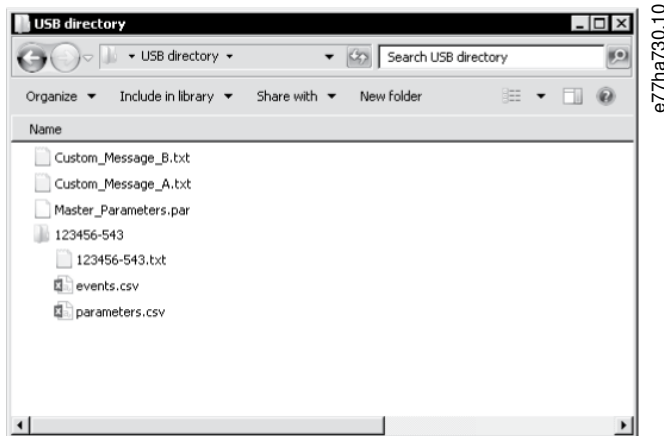 USB directory
USB directory
Search USB directory
Organize
Include in library
Share with
New folder
Name
Custom_Message_B.txt
Custom_Message_A.txt
Master_Parameters.par
123456-543
123456-543.txt
events.csv
parameters.csv
e77ha730.10